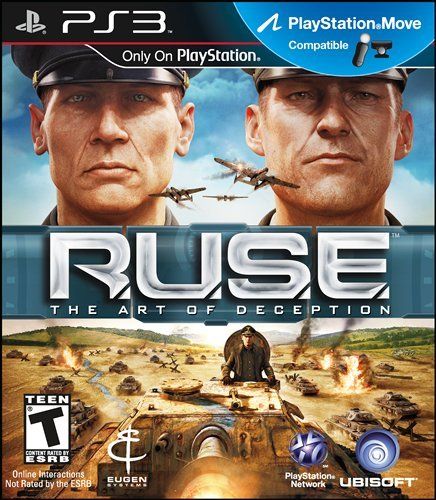 PS3
PlayStation®Move
Compatible
Only On PlayStation®
R.U.S.E.™
THE ART OF DECEPTION
TEEN
T
CONTENT RATED BY
ESRB
Online Interactions
Not Rated by the ESRB
EUGEN
SYSTEMS
PlayStation®
Network
UBISOFT